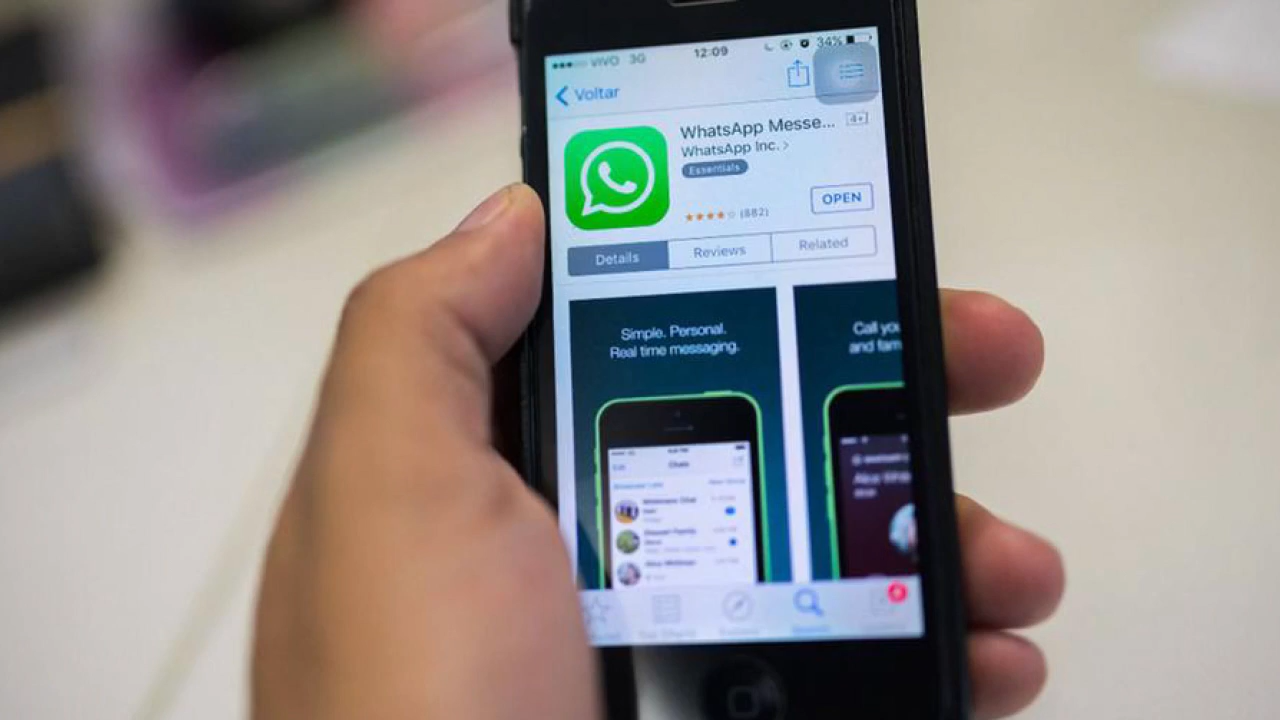 VIVO 3G 12:09 34%
Voltar
WhatsApp Messe... 4+
WhatsApp Inc.
Essentials
(882) OPEN
Details Reviews Related
Simple. Personal.
Real time messaging.
Call you
and fam
Chats